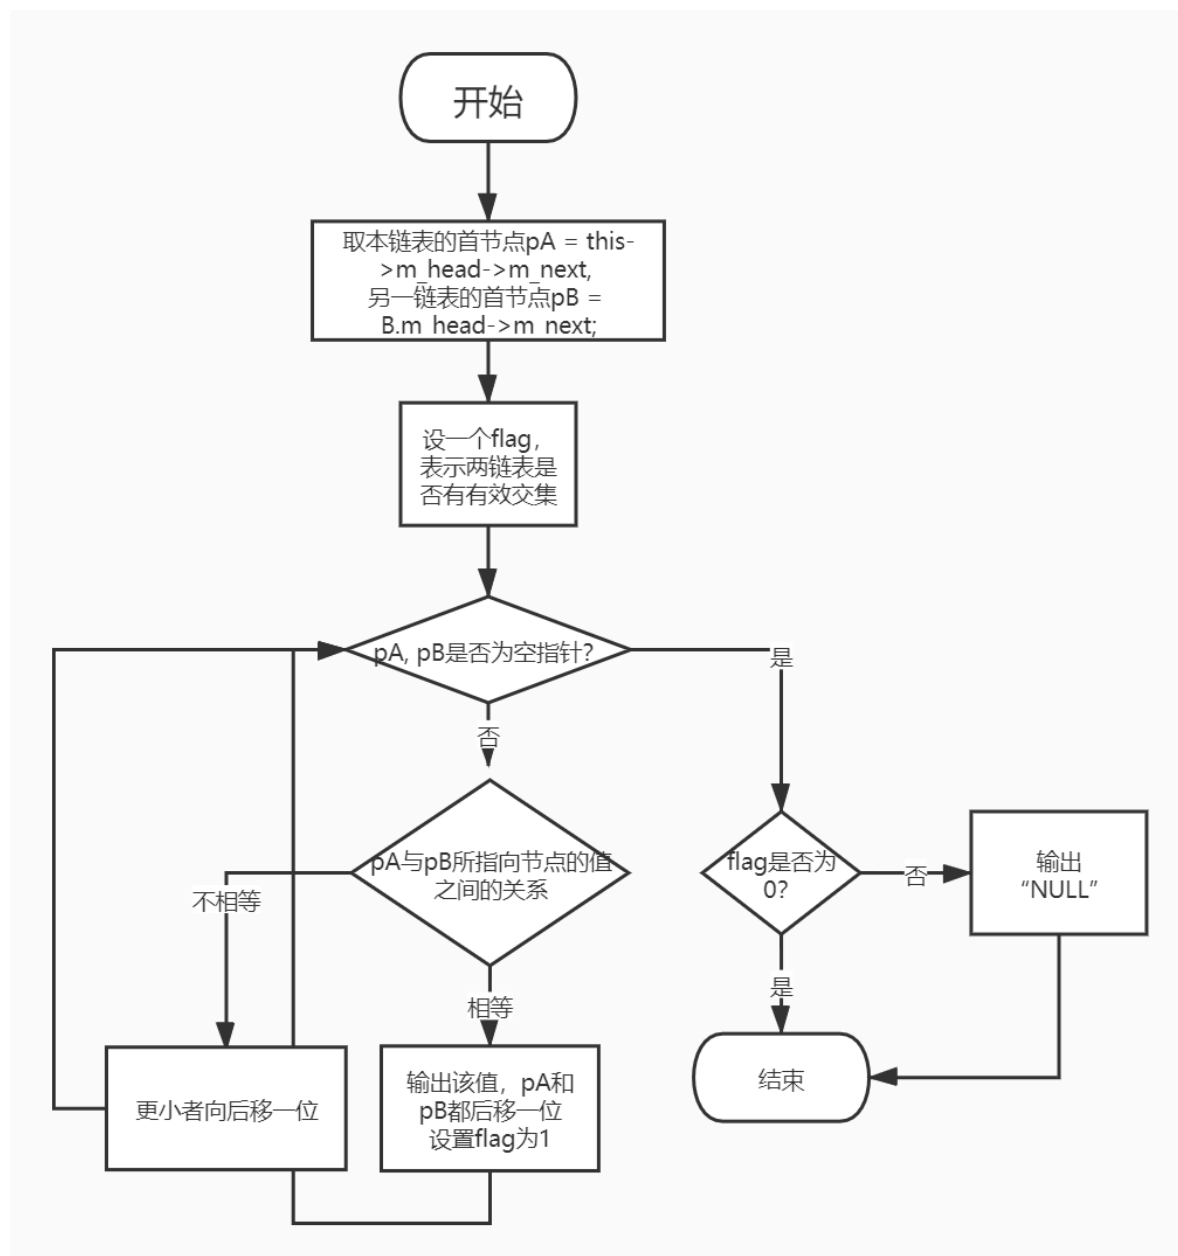 开始
取本链表的首节点pA = this-
>m_head->m_next,
另一链表的首节点pB =
B.m_head->m_next;
设一个flag，
表示两链表是
否有有效交集
pA, pB是否为空指针?
是
否
pA与pB所指向节点的值
之间的关系
flag是否为
0?
否
输出
“NULL”
不相等
相等
是
更小者向后移一位
输出该值，pA和
pB都后移一位
设置flag为1
结束